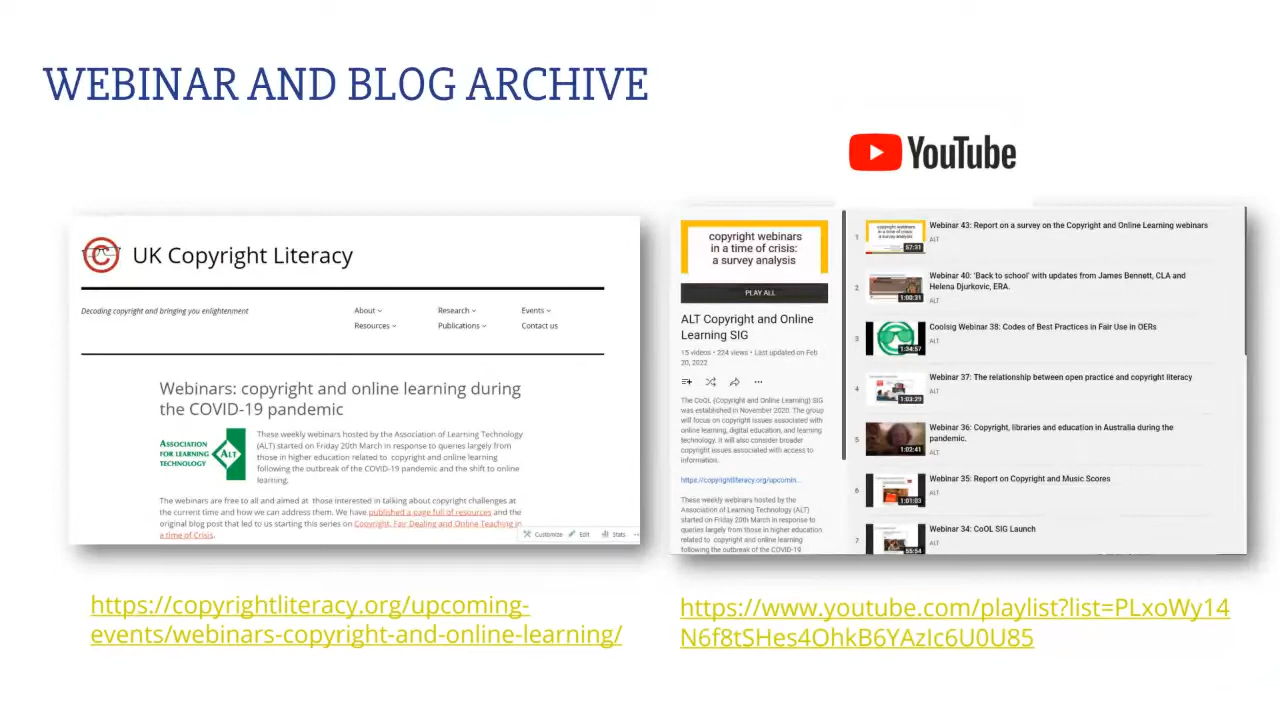 WEBINAR AND BLOG ARCHIVE
YouTube
UK Copyright Literacy
Decoding copyright and bringing you enlightenment
About
Research
Events
Resources
Publications
Contact us
Webinars: copyright and online learning during
the COVID-19 pandemic
ASSOCIATION
FOR LEARNING
TECHNOLOGY
ALT
These weekly webinars hosted by the Association of Learning Technology
(ALT) started on Friday 20th March in response to queries largely from
those in higher education related to copyright and online learning
following the outbreak of the COVID-19 pandemic and the shift to online
learning.
The webinars are free to all and aimed at those interested in talking about copyright challenges at
the current time and how we can address them. We have published a page full of resources and the
original blog post that led to us starting this series on Copyright, Fair Dealing and Online Teaching in
a time of Crisis.
Customize
Edit
Stats
https://copyrightliteracy.org/upcoming-
events/webinars-copyright-and-online-learning/
copyright webinars
in a time of crisis:
a survey analysis
PLAY ALL
ALT Copyright and Online
Learning SIG
15 videos • 224 views • Last updated on Feb
20, 2022
The CoOL (Copyright and Online Learning) SIG
was established in November 2020. The group
will focus on copyright issues associated with
online learning, digital education, and learning
technology. It will also consider broader
copyright issues associated with access to
information.
https://copyrightliteracy.org/upcomin...
These weekly webinars hosted by the
Association of Learning Technology (ALT)
started on Friday 20th March in response to
queries largely from those in higher education
related to copyright and online learning
following the outbreak of the COVID-19
1
copyright webinars
in a time of crisis:
a survey analysis
57:31
Webinar 43: Report on a survey on the Copyright and Online Learning webinars
ALT
2
1:00:31
Webinar 40: 'Back to school' with updates from James Bennett, CLA and
Helena Djurkovic, ERA.
ALT
3
1:34:57
Coolsig Webinar 38: Codes of Best Practices in Fair Use in OERs
ALT
4
1:03:29
Webinar 37: The relationship between open practice and copyright literacy
ALT
5
1:02:41
Webinar 36: Copyright, libraries and education in Australia during the
pandemic.
ALT
6
1:01:03
Webinar 35: Report on Copyright and Music Scores
ALT
7
55:54
Webinar 34: CoOL SIG Launch
ALT
https://www.youtube.com/playlist?list=PLxoWy14
N6f8tSHes4OhkB6YAzIc6U0U85